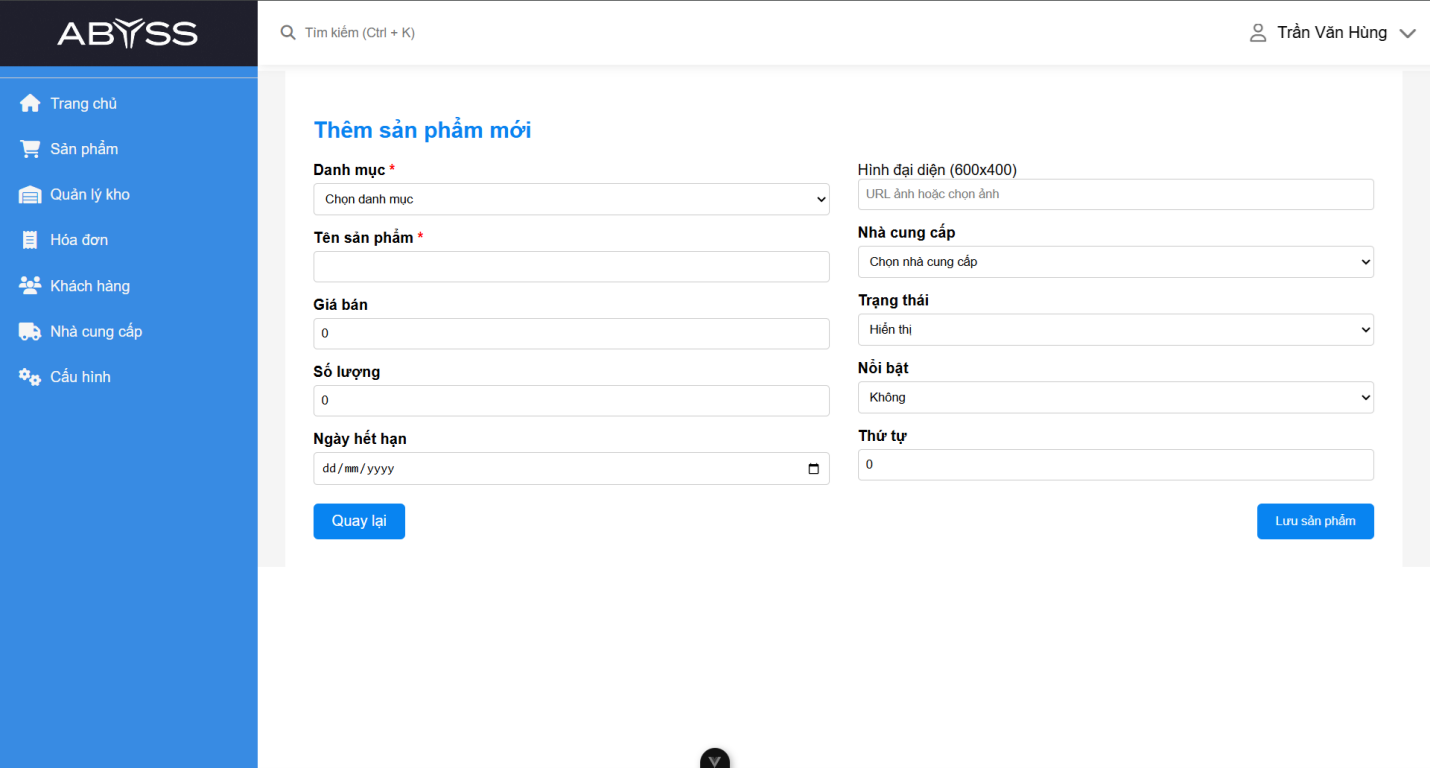 ABYSS
Tìm kiếm (Ctrl + K)
Trần Văn Hùng
Trang chủ
Sản phẩm
Quản lý kho
Hóa đơn
Khách hàng
Nhà cung cấp
Cấu hình
Thêm sản phẩm mới
Danh mục *
Chọn danh mục
Tên sản phẩm *
Giá bán
0
Số lượng
0
Ngày hết hạn
dd/mm/yyyy
Hình đại diện (600x400)
URL ảnh hoặc chọn ảnh
Nhà cung cấp
Chọn nhà cung cấp
Trạng thái
Hiển thị
Nổi bật
Không
Thứ tự
0
Quay lại
Lưu sản phẩm